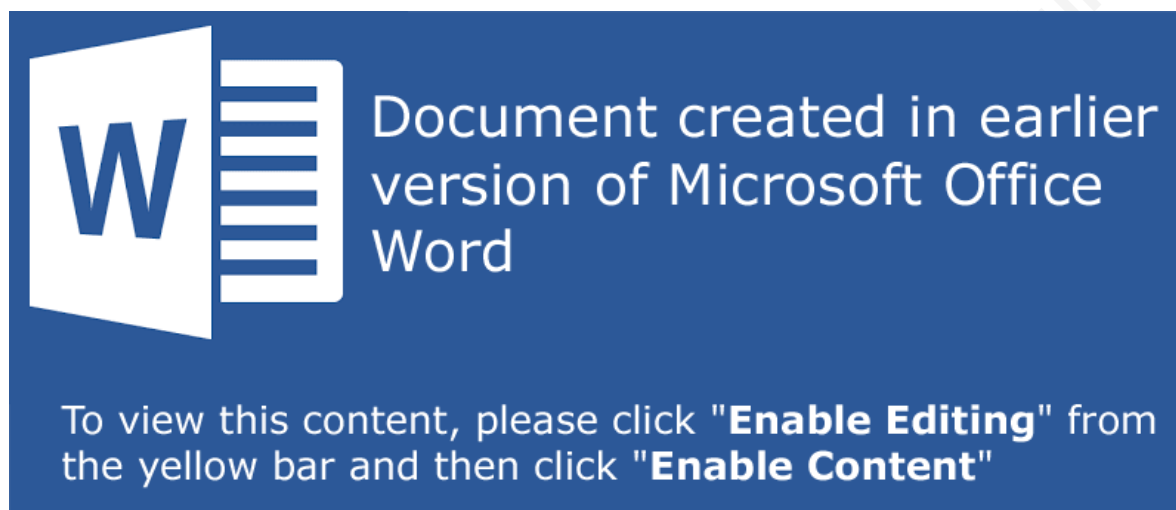 W
Document created in earlier
version of Microsoft Office
Word
To view this content, please click "Enable Editing" from
the yellow bar and then click "Enable Content"